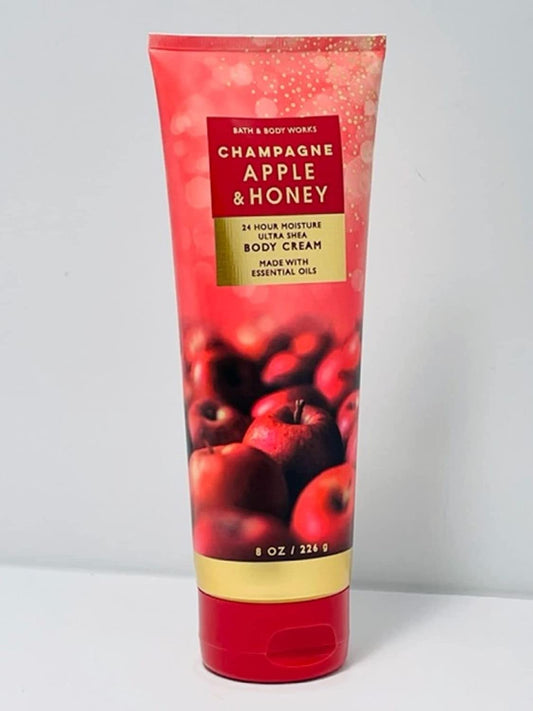 BATH & BODY WORKS
CHAMPAGNE
APPLE
& HONEY
24 HOUR MOISTURE
ULTRA SHEA
BODY CREAM
MADE WITH
ESSENTIAL OILS
8 OZ / 226 g